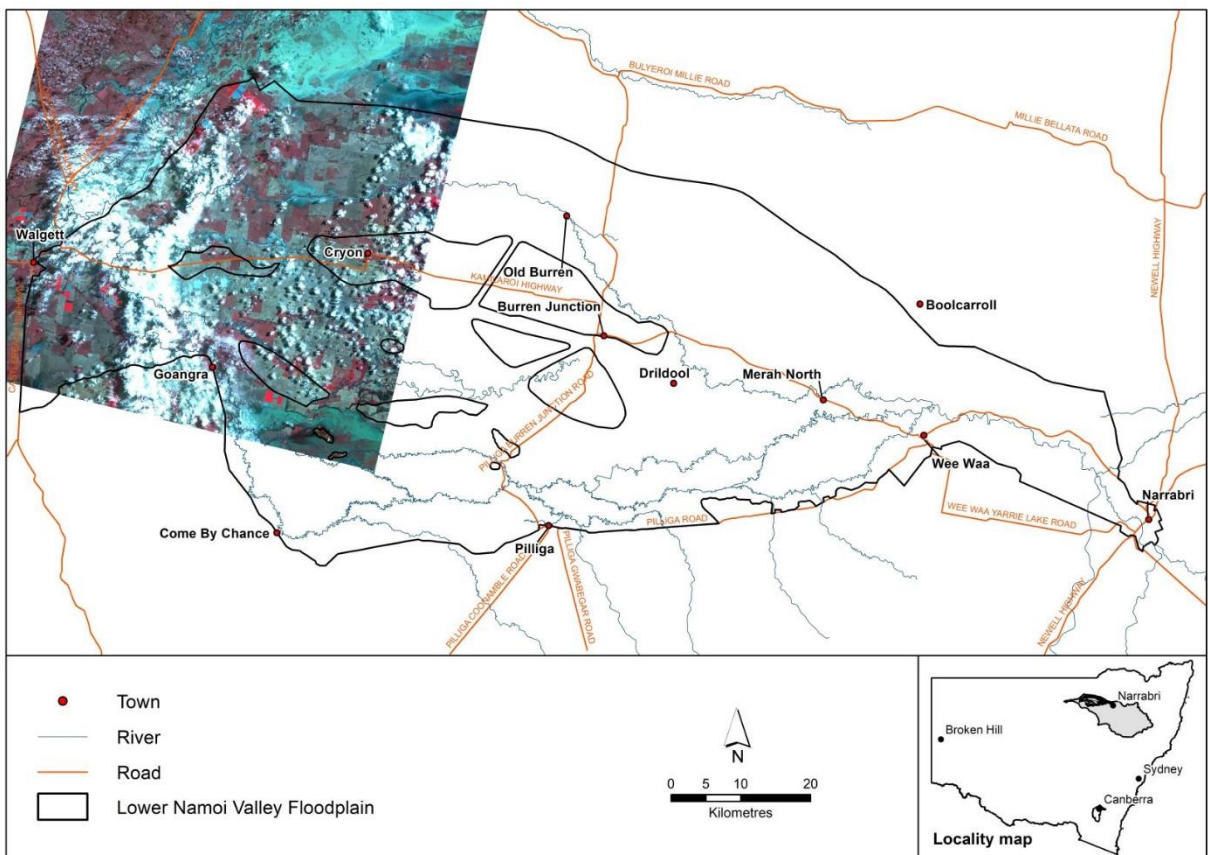 BULYEROI MILLIE ROAD
MILLIE BELLATA ROAD
NEWELL HIGHWAY
Walgett
Cryon
Old Burren
KAMILAROI HIGHWAY
Burren Junction
Boolcarroll
Goangra
Drildool
Merah North
PILLIGA BURREN JUNCTION ROAD
Wee Waa
Narrabri
WEE WAA YARRIE LAKE ROAD
PILLIGA ROAD
Come By Chance
Pilliga
PILLIGA COONAMBLE ROAD
PILLIGA GWABEGAR ROAD
NEWELL HIGHWAY
Town
River
Road
Lower Namoi Valley Floodplain
N
0 5 10 20
Kilometres
Narrabri
Broken Hill
Sydney
Canberra
Locality map